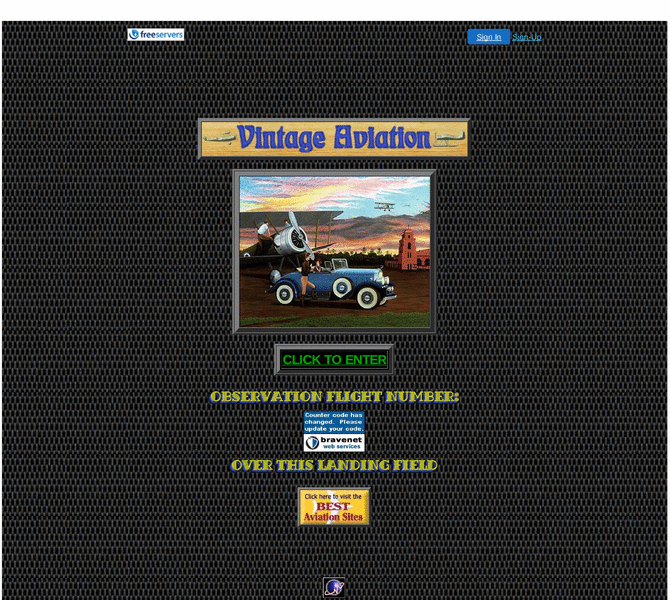 freeservers
Sign In
Sign-Up
Vintage Aviation
CLICK TO ENTER
OBSERVATION FLIGHT NUMBER:
Counter code has
changed. Please
update your code.
bravenet
web services
OVER THIS LANDING FIELD
Click here to visit the
BEST
Aviation Sites